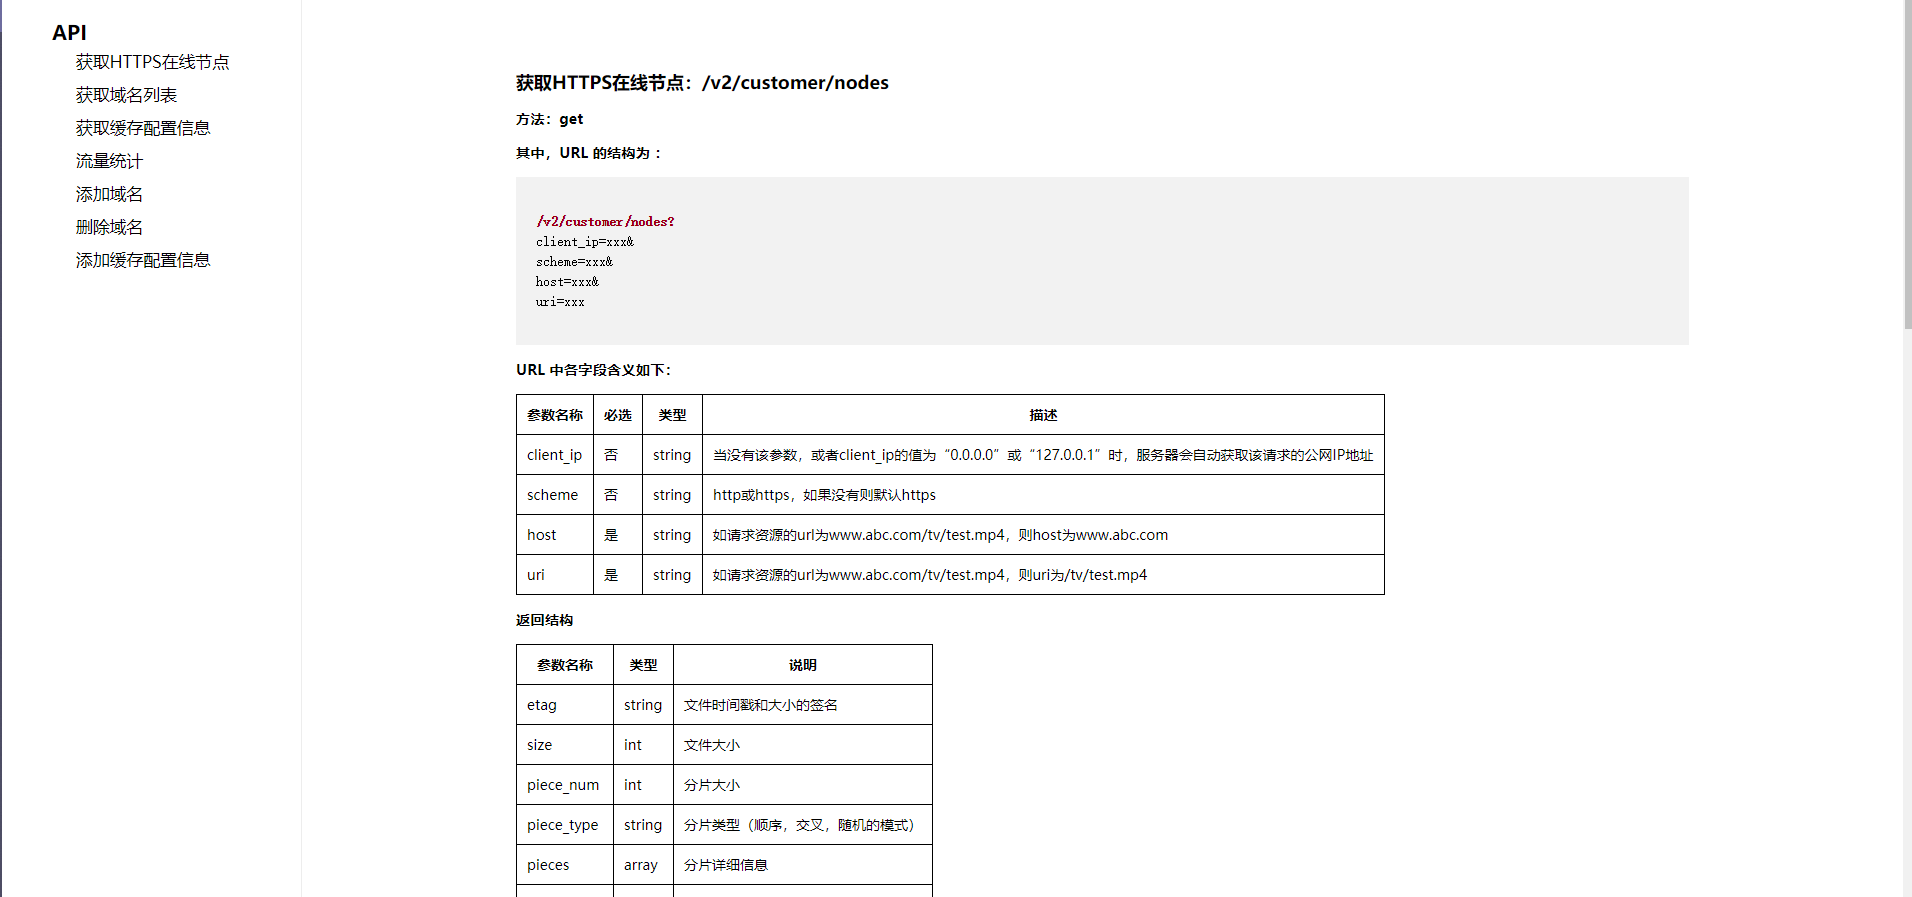 API
获取HTTPS在线节点
获取域名列表
获取缓存配置信息
流量统计
添加域名
删除域名
添加缓存配置信息
获取HTTPS在线节点：/v2/customer/nodes
方法：get
其中，URL 的结构为：
/v2/customer/nodes?
client_ip=xxx&
scheme=xxx&
host=xxx&
uri=xxx
URL 中各字段含义如下：
参数名称 必选 类型 描述
client_ip 否 string 当没有该参数，或者client_ip的值为“0.0.0.0”或“127.0.0.1”时，服务器会自动获取该请求的公网IP地址
scheme 否 string http或https，如果没有则默认https
host 是 string 如请求资源的url为www.abc.com/tv/test.mp4，则host为www.abc.com
uri 是 string 如请求资源的url为www.abc.com/tv/test.mp4，则uri为/tv/test.mp4
返回结构
参数名称 类型 说明
etag string 文件时间戳和大小的签名
size int 文件大小
piece_num int 分片大小
piece_type string 分片类型（顺序，交叉，随机的模式）
pieces array 分片详细信息